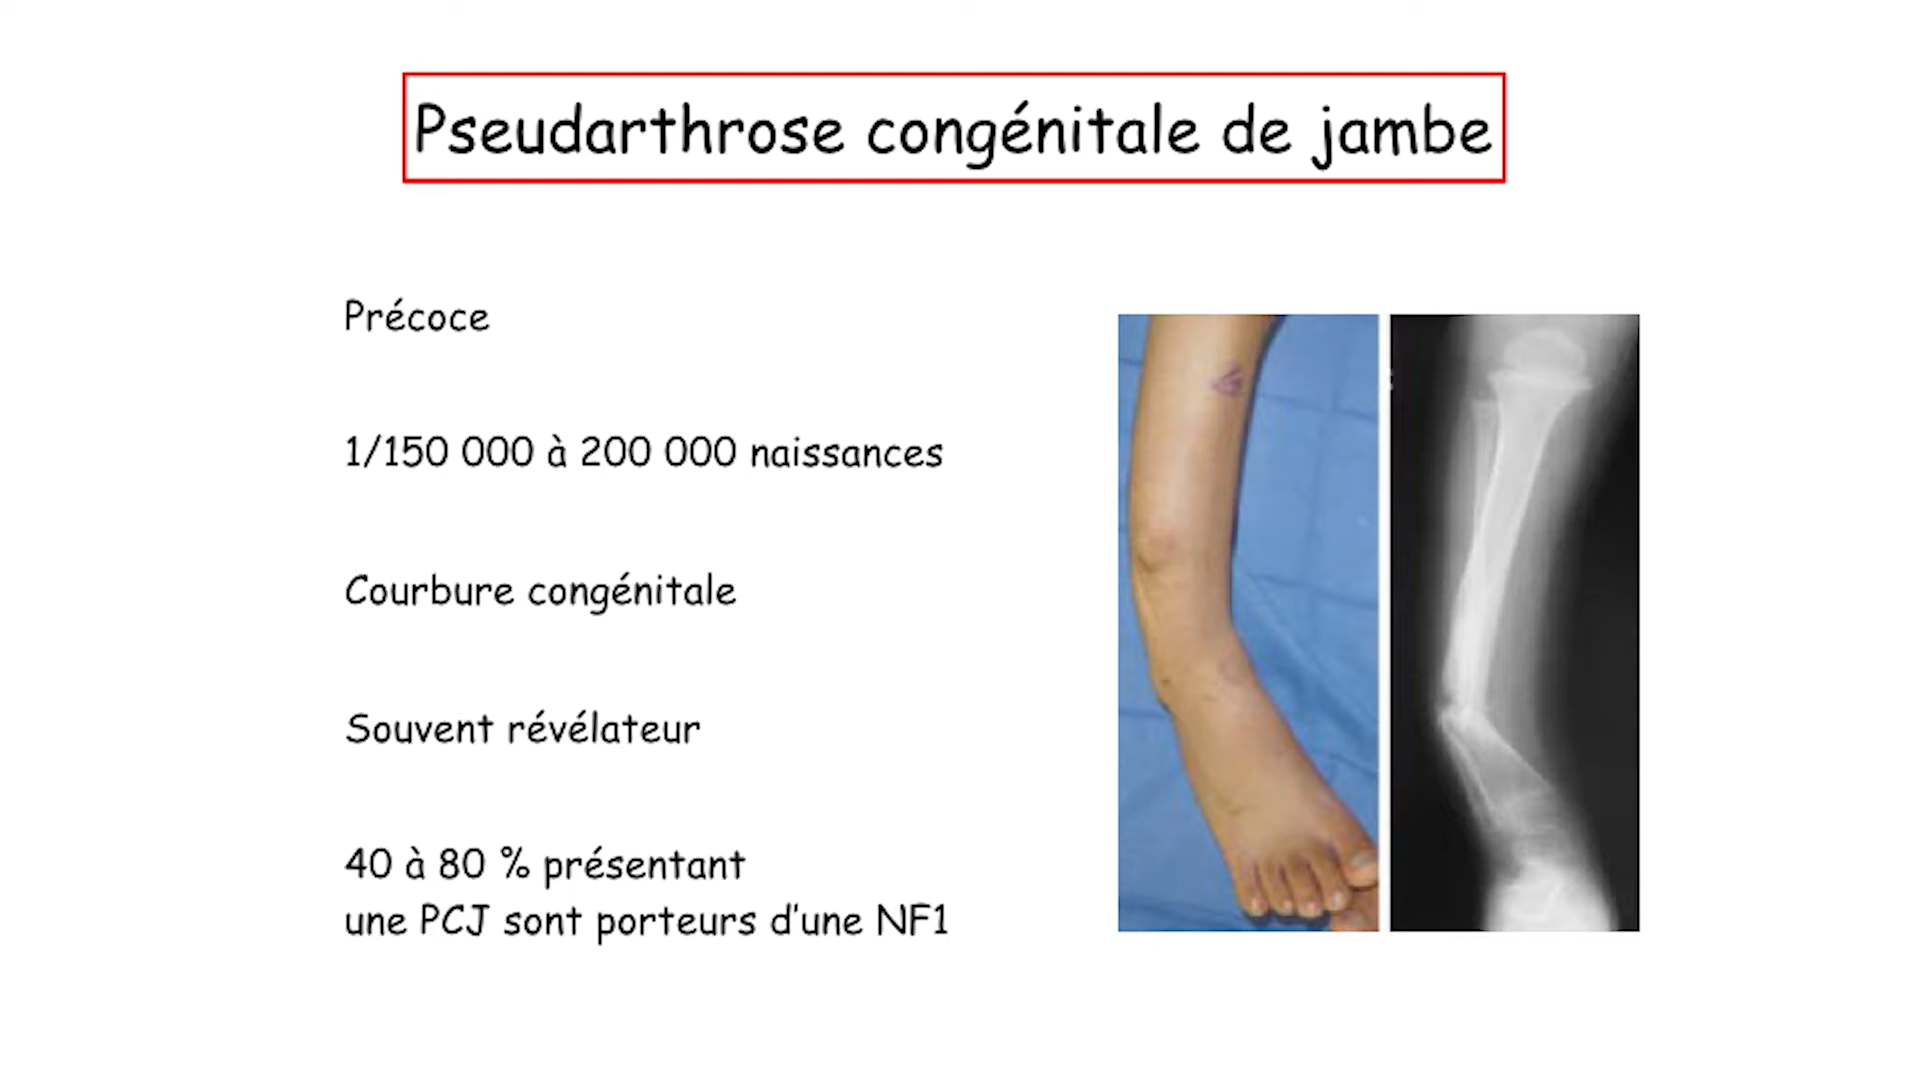 Pseudarthrose congénitale de jambe
Précoce
1/150 000 à 200 000 naissances
Courbure congénitale
Souvent révélateur
40 à 80 % présentant
une PCJ sont porteurs d'une NF1